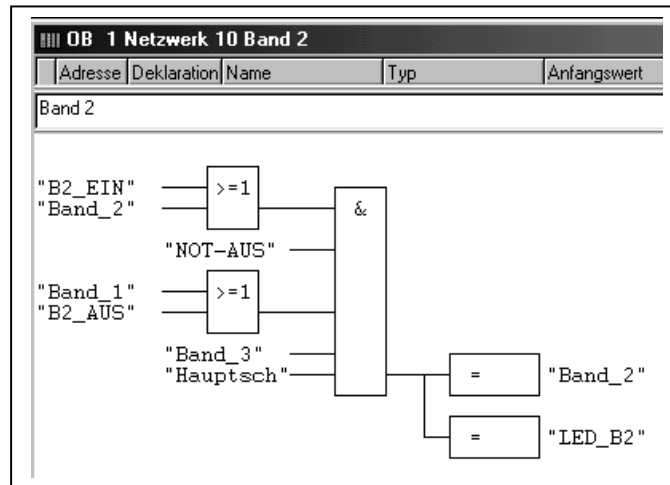 OB 1 Netzwerk 10 Band 2
Adresse Deklaration Name Typ Anfangswert
Band 2
"B2_EIN" >=1
"Band_2"
&
"NOT-AUS"
"Band_1" >=1
"B2_AUS"
"Band_3"
"Hauptsch" = "Band_2"
= "LED_B2"